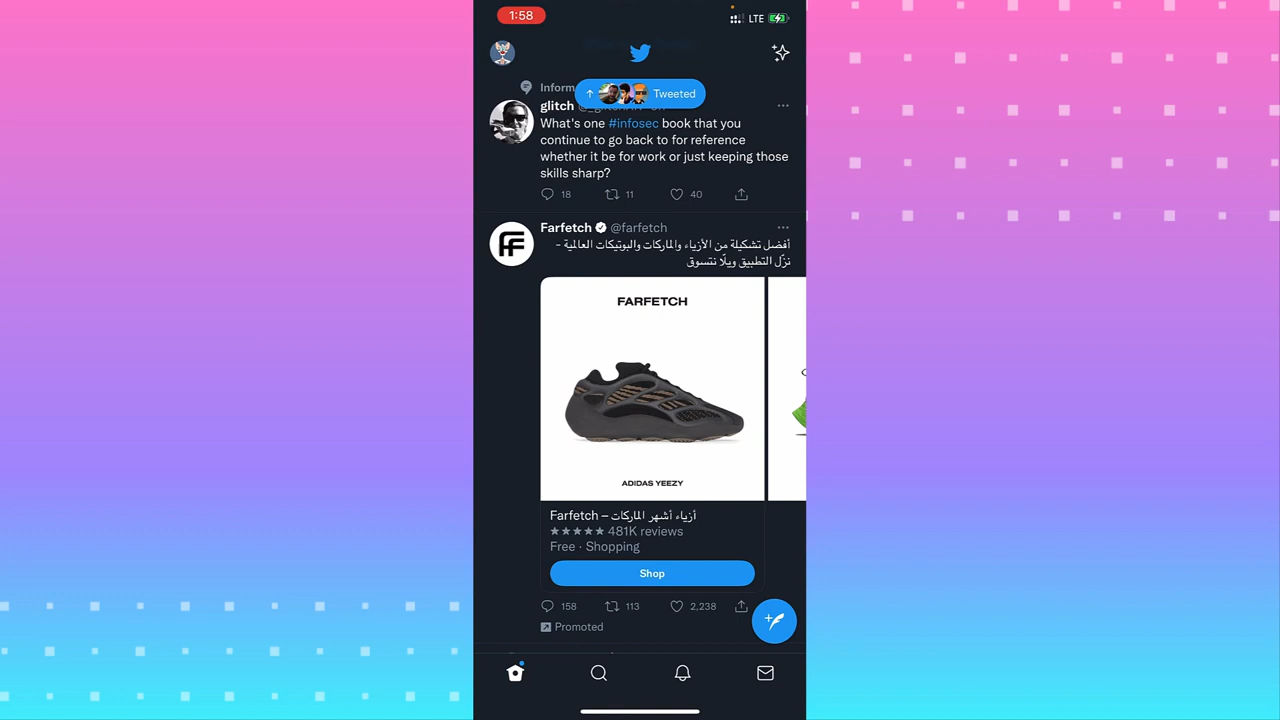 1:58
LTE
Tweeted
Inform
glitch
What's one #infosec book that you
continue to go back to for reference
whether it be for work or just keeping those
skills sharp?
18 11 40
Farfetch @farfetch
أفضل تشكيلة من الأزياء والماركات والبوتيكات العالمية -
نزّل التطبيق ويلّا نتسوق
FARFETCH
ADIDAS YEEZY
Farfetch – أزياء أشهر الماركات
★★★★★ 481K reviews
Free · Shopping
Shop
158 113 2,238
Promoted